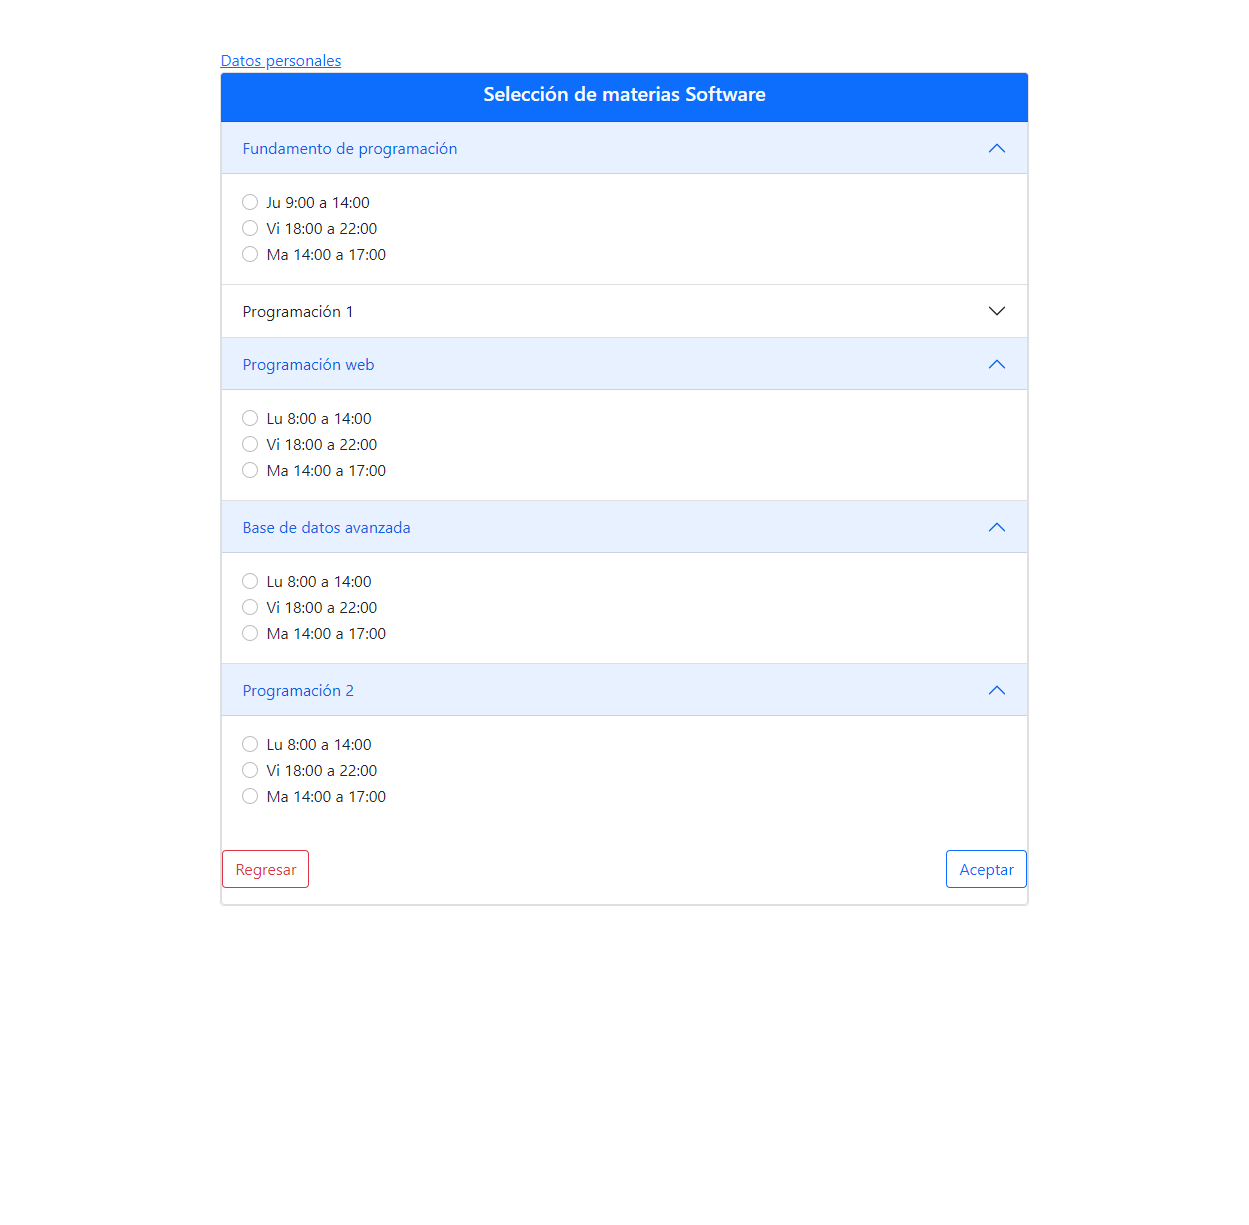 Datos personales
Selección de materias Software
Fundamento de programación
Ju 9:00 a 14:00
Vi 18:00 a 22:00
Ma 14:00 a 17:00
Programación 1
Programación web
Lu 8:00 a 14:00
Vi 18:00 a 22:00
Ma 14:00 a 17:00
Base de datos avanzada
Lu 8:00 a 14:00
Vi 18:00 a 22:00
Ma 14:00 a 17:00
Programación 2
Lu 8:00 a 14:00
Vi 18:00 a 22:00
Ma 14:00 a 17:00
Regresar
Aceptar